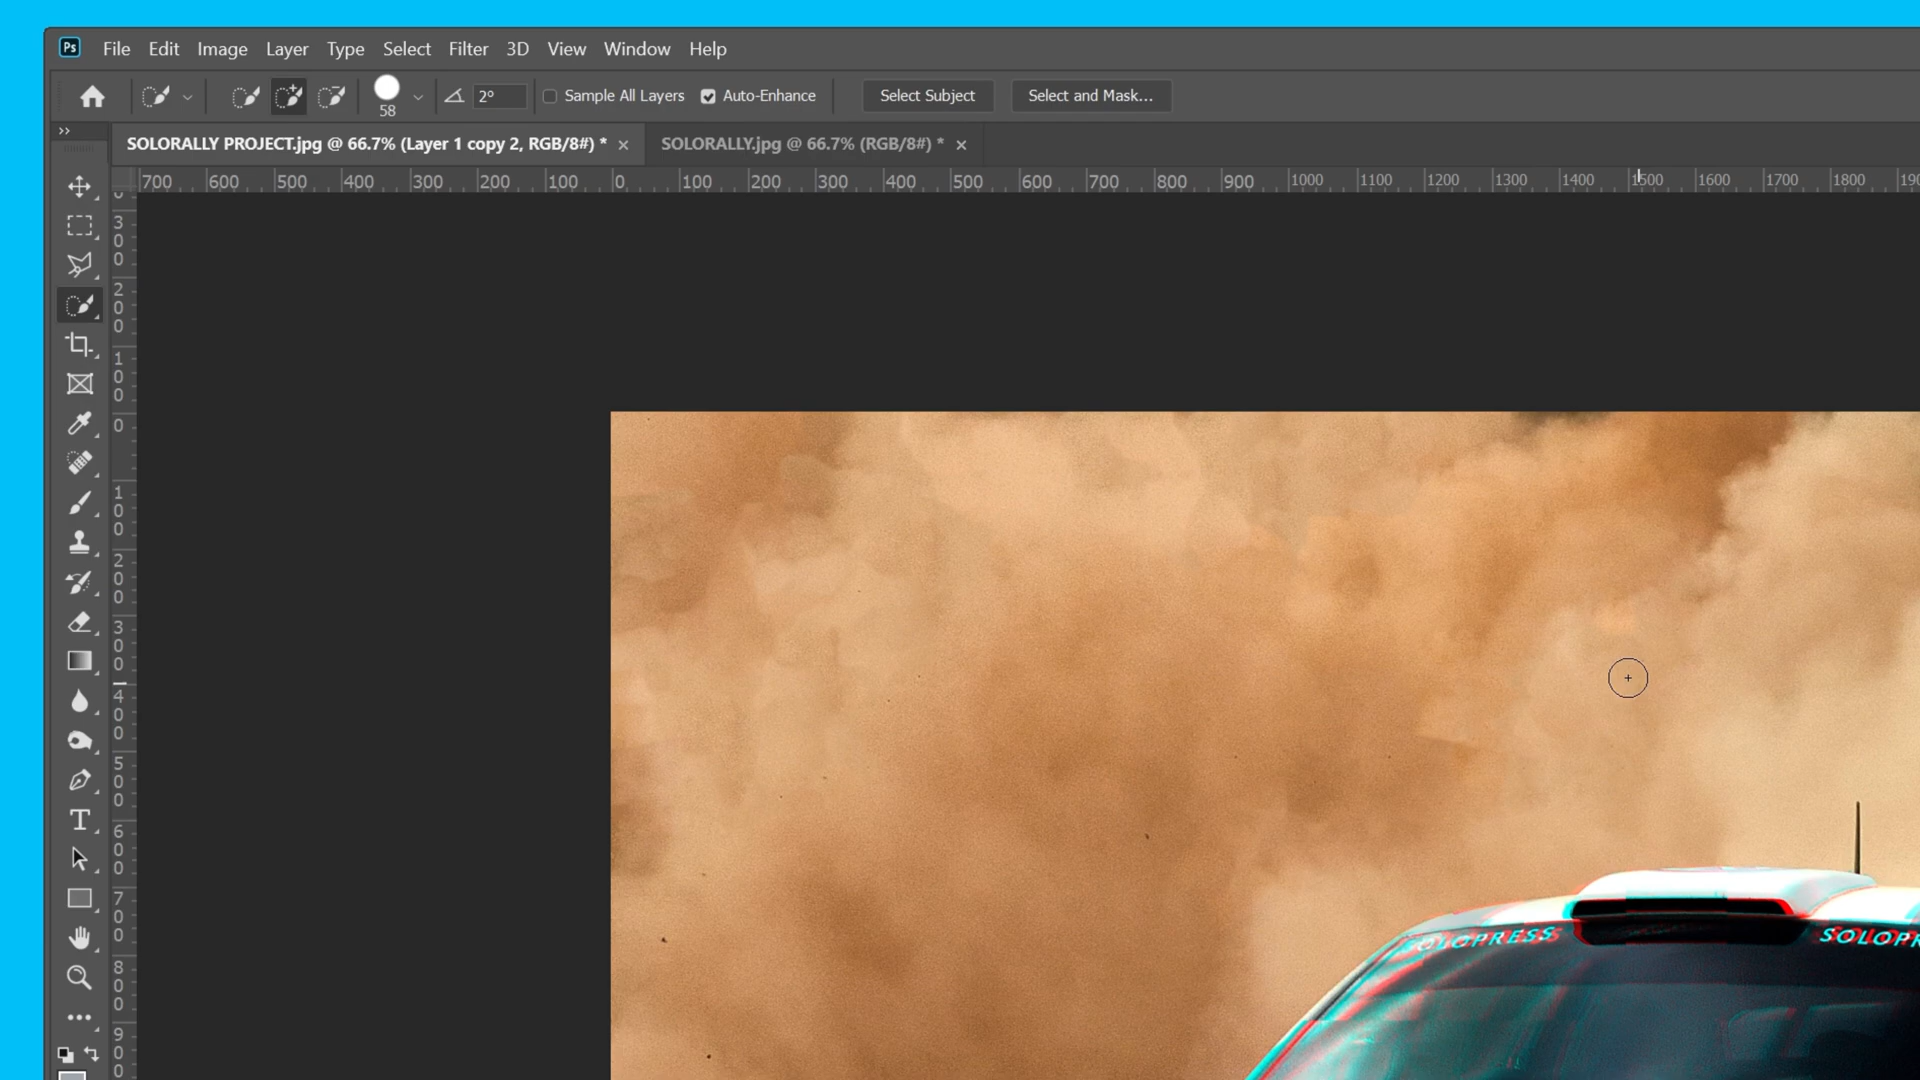 Ps File Edit Image Layer Type Select Filter 3D View Window Help
58 2° Sample All Layers Auto-Enhance Select Subject Select and Mask...
SOLORALLY PROJECT.jpg @ 66.7% (Layer 1 copy 2, RGB/8#) * × SOLORALLY.jpg @ 66.7% (RGB/8#) * ×
700 600 500 400 300 200 100 0 100 200 300 400 500 600 700 800 900 1000 1100 1200 1300 1400 1500 1600 1700 1800
300
200
100
0
100
200
300
400
500
600
700
800
900
T
SOLOPRESS